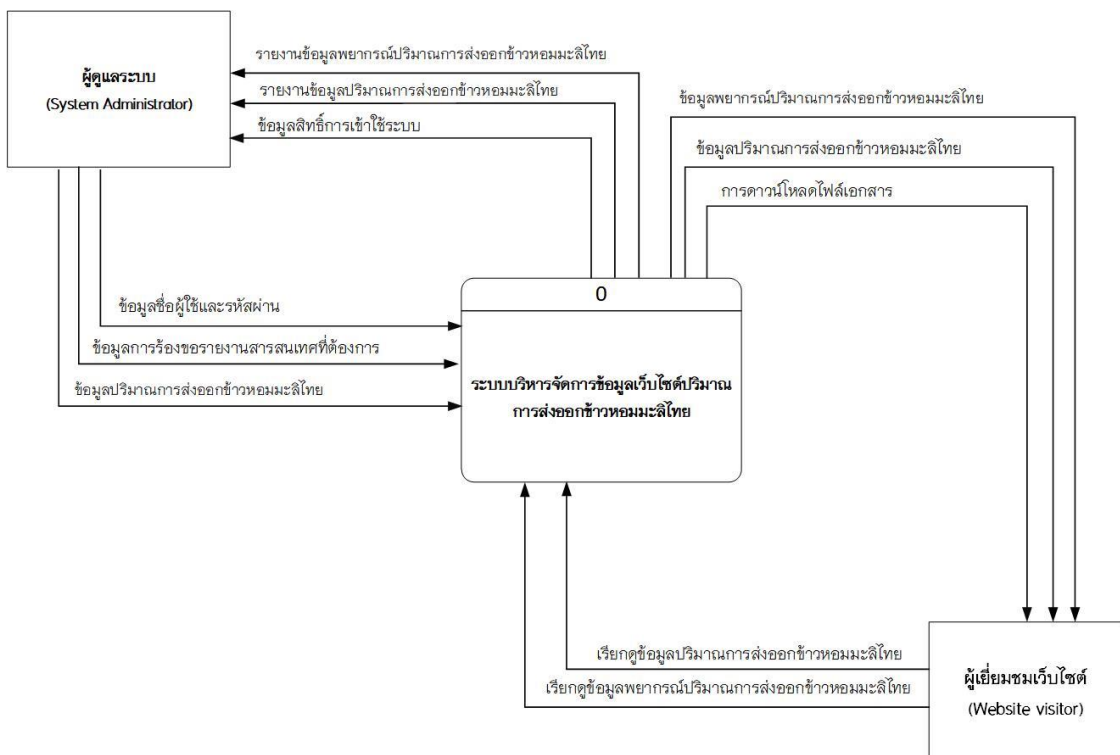 ผู้ดูแลระบบ
(System Administrator)
รายงานข้อมูลพยากรณ์ปริมาณการส่งออกข้าวหอมมะลิไทย
รายงานข้อมูลปริมาณการส่งออกข้าวหอมมะลิไทย
ข้อมูลสิทธิ์การเข้าใช้ระบบ
ข้อมูลพยากรณ์ปริมาณการส่งออกข้าวหอมมะลิไทย
ข้อมูลปริมาณการส่งออกข้าวหอมมะลิไทย
การดาวน์โหลดไฟล์เอกสาร
ข้อมูลชื่อผู้ใช้และรหัสผ่าน
ข้อมูลการร้องขอรายงานสารสนเทศที่ต้องการ
ข้อมูลปริมาณการส่งออกข้าวหอมมะลิไทย
0
ระบบบริหารจัดการข้อมูลเว็บไซต์ปริมาณ
การส่งออกข้าวหอมมะลิไทย
เรียกดูข้อมูลปริมาณการส่งออกข้าวหอมมะลิไทย
เรียกดูข้อมูลพยากรณ์ปริมาณการส่งออกข้าวหอมมะลิไทย
ผู้เยี่ยมชมเว็บไซต์
(Website visitor)